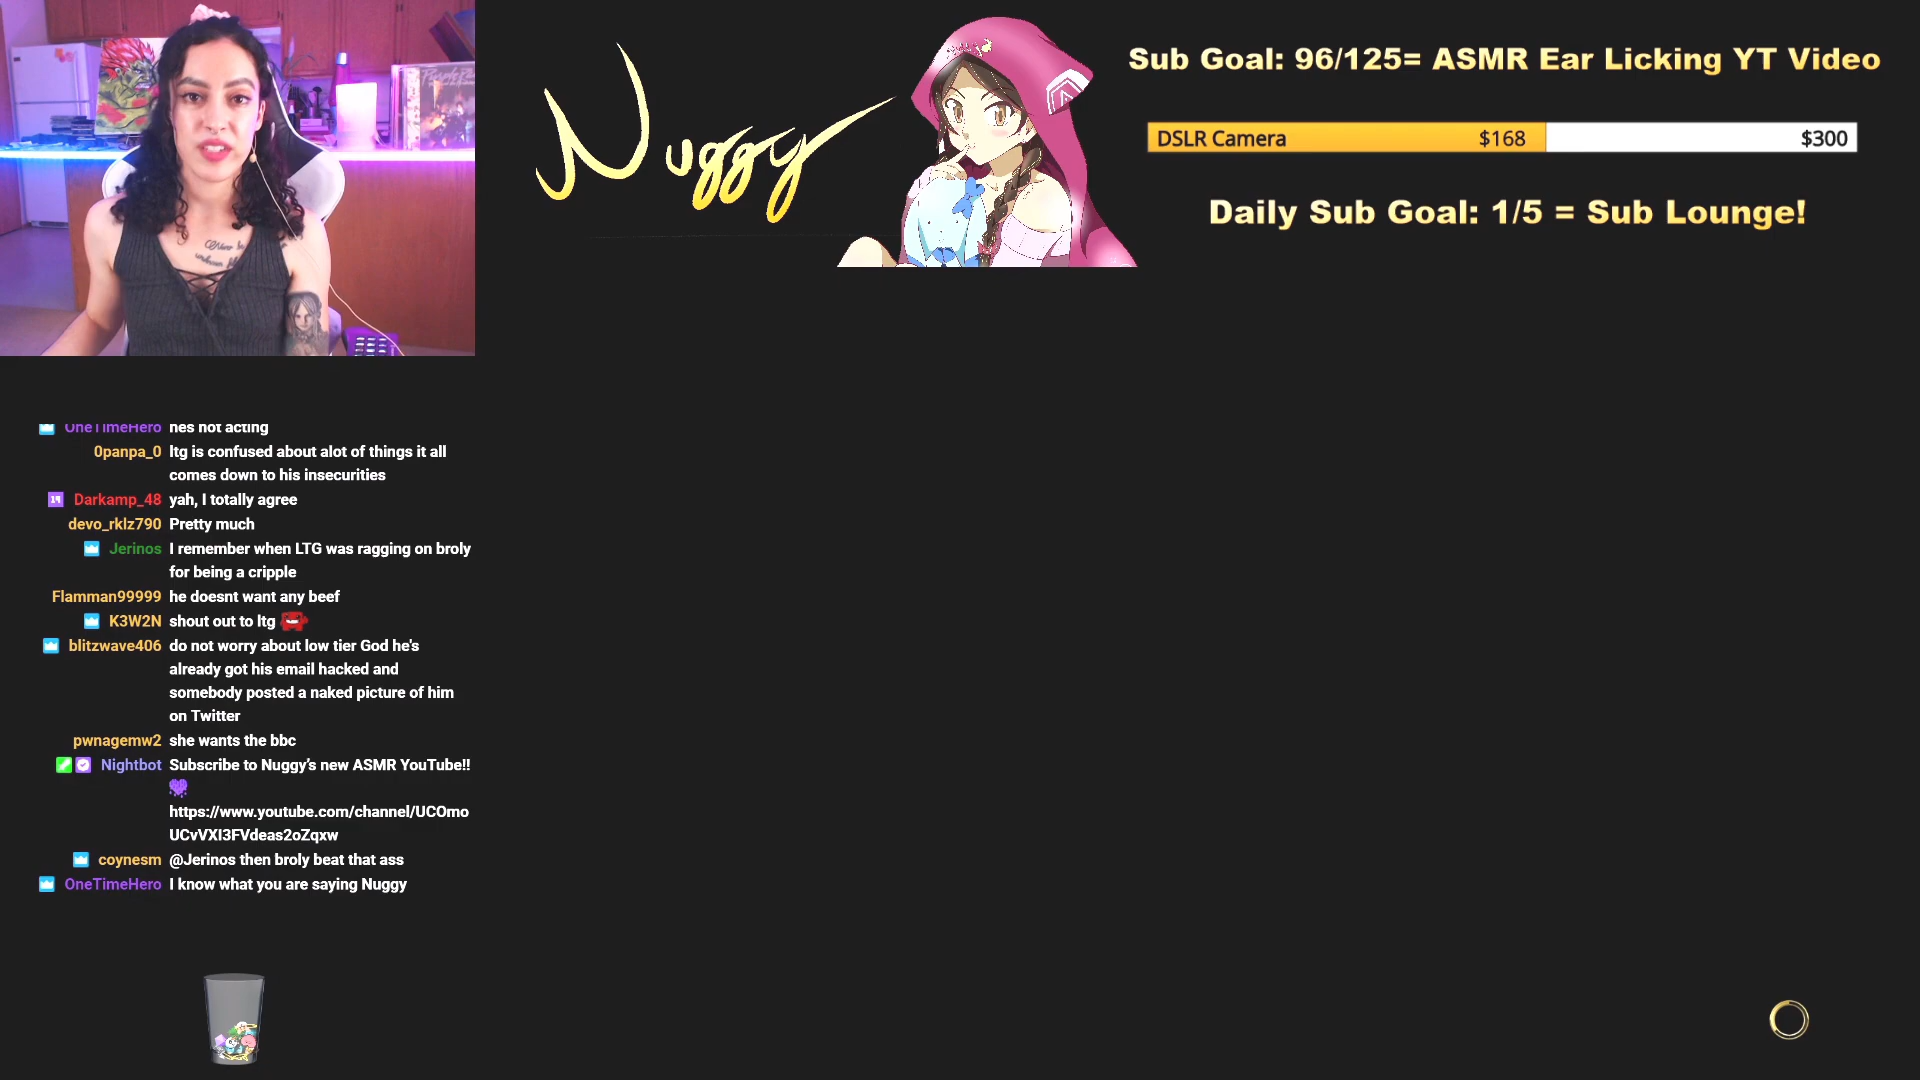 Nuggy
Sub Goal: 96/125= ASMR Ear Licking YT Video
DSLR Camera $168 $300
Daily Sub Goal: 1/5 = Sub Lounge!
OneTimeHero hes not acting
0panpa_0 ltg is confused about alot of things it all
comes down to his insecurities
Darkamp_48 yah, I totally agree
devo_rklz790 Pretty much
Jerinos I remember when LTG was ragging on broly
for being a cripple
Flamman99999 he doesnt want any beef
K3W2N shout out to ltg
blitzwave406 do not worry about low tier God he's
already got his email hacked and
somebody posted a naked picture of him
on Twitter
pwnagemw2 she wants the bbc
Nightbot Subscribe to Nuggy's new ASMR YouTube!!
https://www.youtube.com/channel/UCOmo
UCvVXI3FVdeas2oZqxw
coynesm @Jerinos then broly beat that ass
OneTimeHero I know what you are saying Nuggy